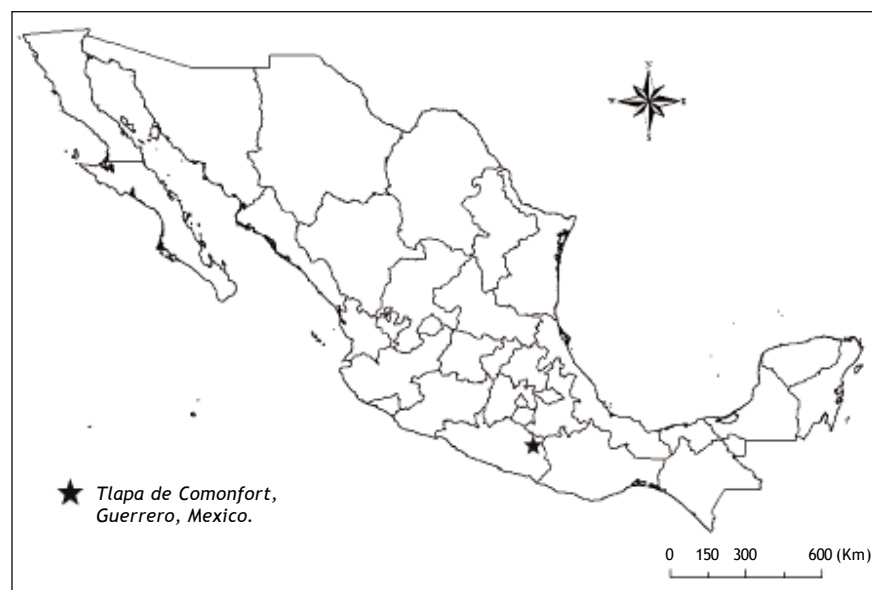 N
W
E
S
Tlapa de Comonfort,
Guerrero, Mexico.
0 150 300 600 (Km)